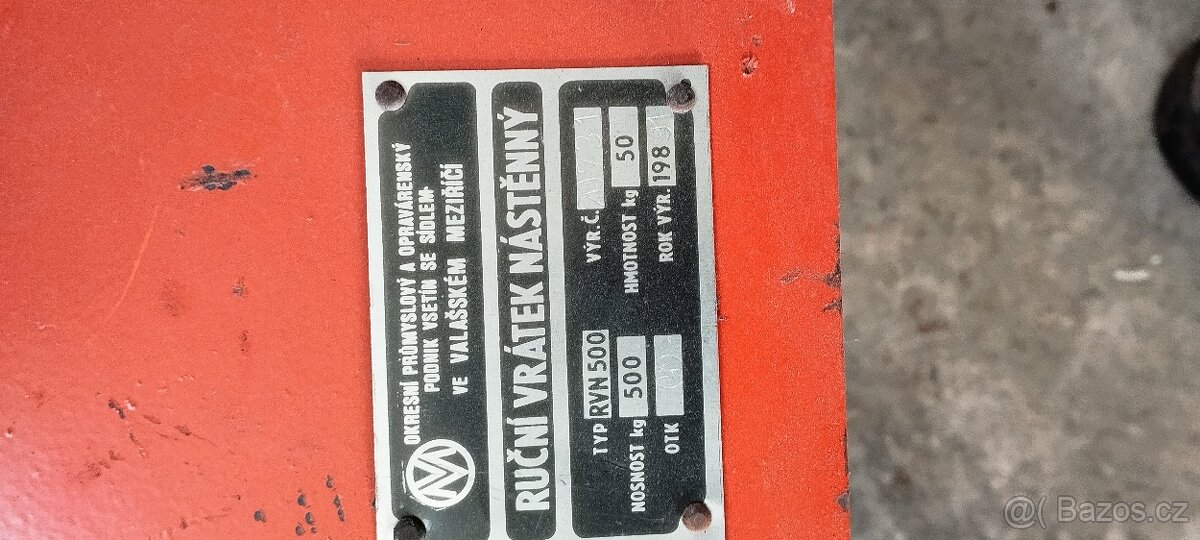 OKRESNÍ PRŮMYSLOVÝ A OPRAVÁRENSKÝ
PODNIK VSETÍN SE SÍDLEM-
VE VALAŠSKÉM MEZIŘÍČÍ
RUČNÍ VRÁTEK NÁSTĚNNÝ
TYP RVN 500 VÝR.Č.
NOSNOST kg 500 HMOTNOST kg 50
OTK ROK VÝR. 198
@ Bazos.cz